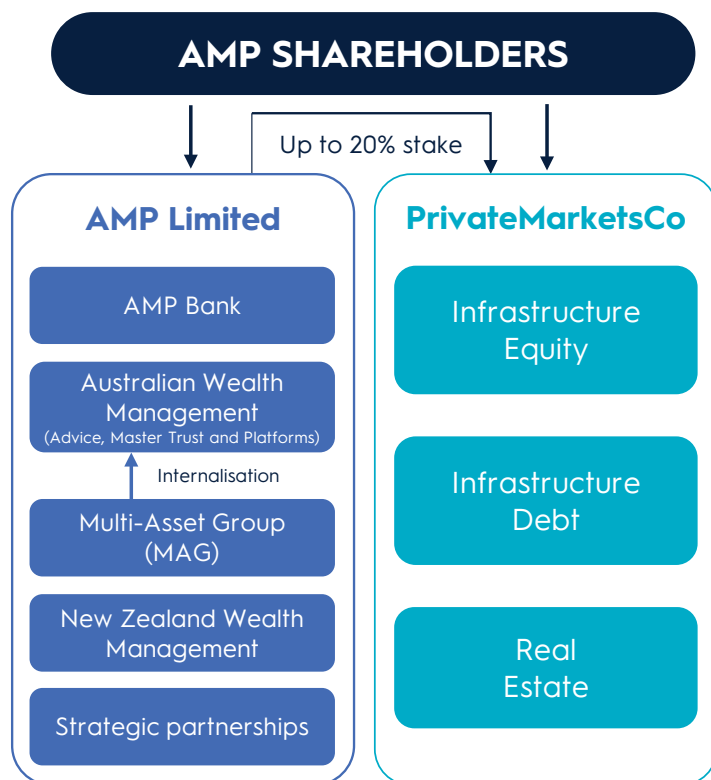 AMP SHAREHOLDERS
Up to 20% stake
AMP Limited
AMP Bank
Australian Wealth
Management
(Advice, Master Trust and Platforms)
Internalisation
Multi-Asset Group
(MAG)
New Zealand Wealth
Management
Strategic partnerships
PrivateMarketsCo
Infrastructure
Equity
Infrastructure
Debt
Real
Estate